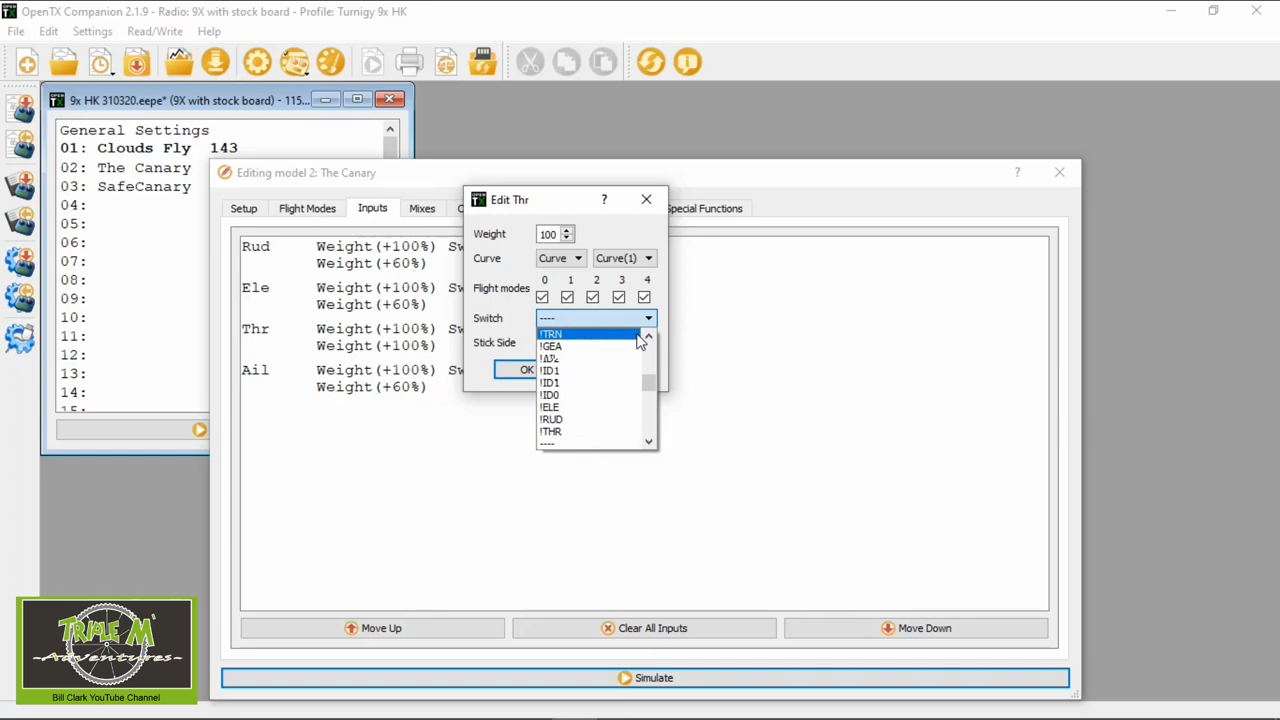 OpenTX Companion 2.1.9 - Radio: 9X with stock board - Profile: Turnigy 9x HK
File Edit Settings Read/Write Help
9x HK 310320.eepe* (9X with stock board) - 115...
General Settings
01: Clouds Fly 143
02: The Canary
03: SafeCanary
04:
05:
06:
07:
08:
09:
10:
11:
12:
13:
14:
Editing model 2: The Canary
Setup Flight Modes Inputs Mixes Special Functions
Rud Weight(+100%)
Weight(+60%)
Ele Weight(+100%)
Weight(+60%)
Thr Weight(+100%)
Weight(+100%)
Ail Weight(+100%)
Weight(+60%)
Edit Thr
Weight 100
Curve Curve Curve(1)
0 1 2 3 4
Flight modes
Switch ----
Stick Side
OK
!TRN
!GEA
!ID1
!ID1
!ID0
!ELE
!RUD
!THR
----
Move Up Clear All Inputs Move Down
Simulate
TRIPLE M'
-Adventures-
Bill Clark YouTube Channel